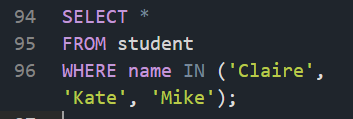 94 SELECT *
95 FROM student
96 WHERE name IN ('Claire',
'Kate', 'Mike');